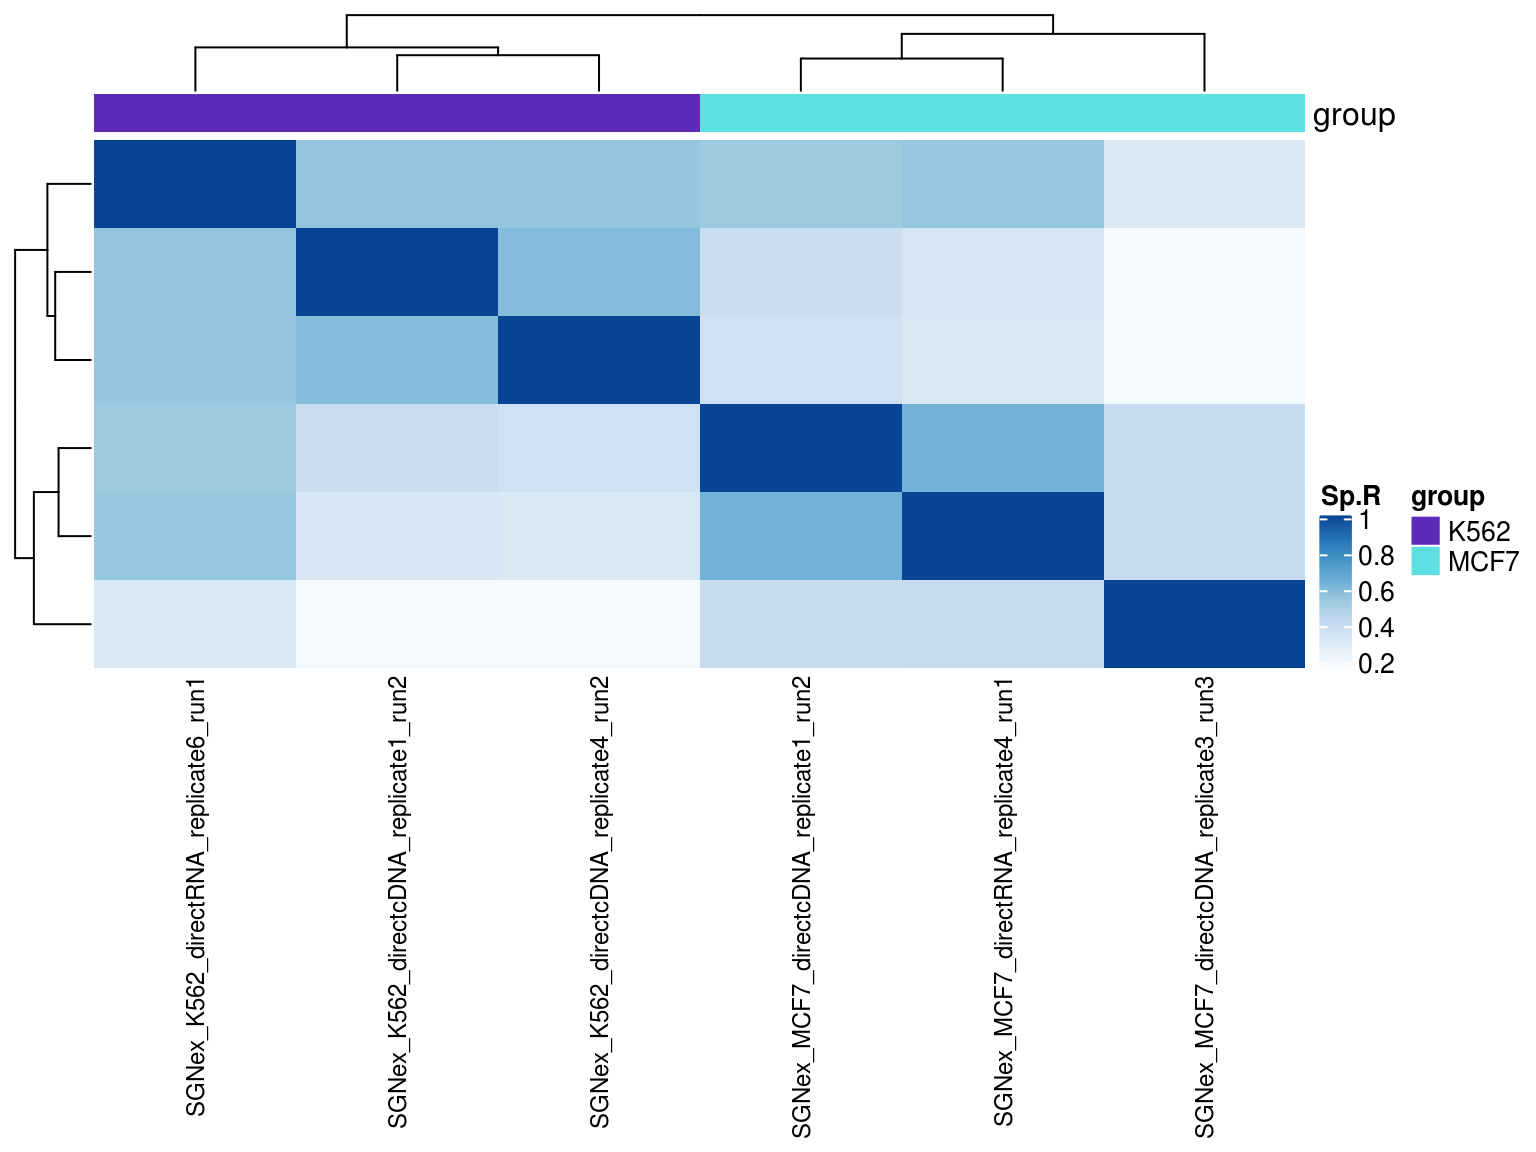 group
Sp.R
1
0.8
0.6
0.4
0.2
group
K562
MCF7
SGNex_K562_directRNA_replicate6_run1
SGNex_K562_directcDNA_replicate1_run2
SGNex_K562_directcDNA_replicate4_run2
SGNex_MCF7_directcDNA_replicate1_run2
SGNex_MCF7_directRNA_replicate4_run1
SGNex_MCF7_directcDNA_replicate3_run3